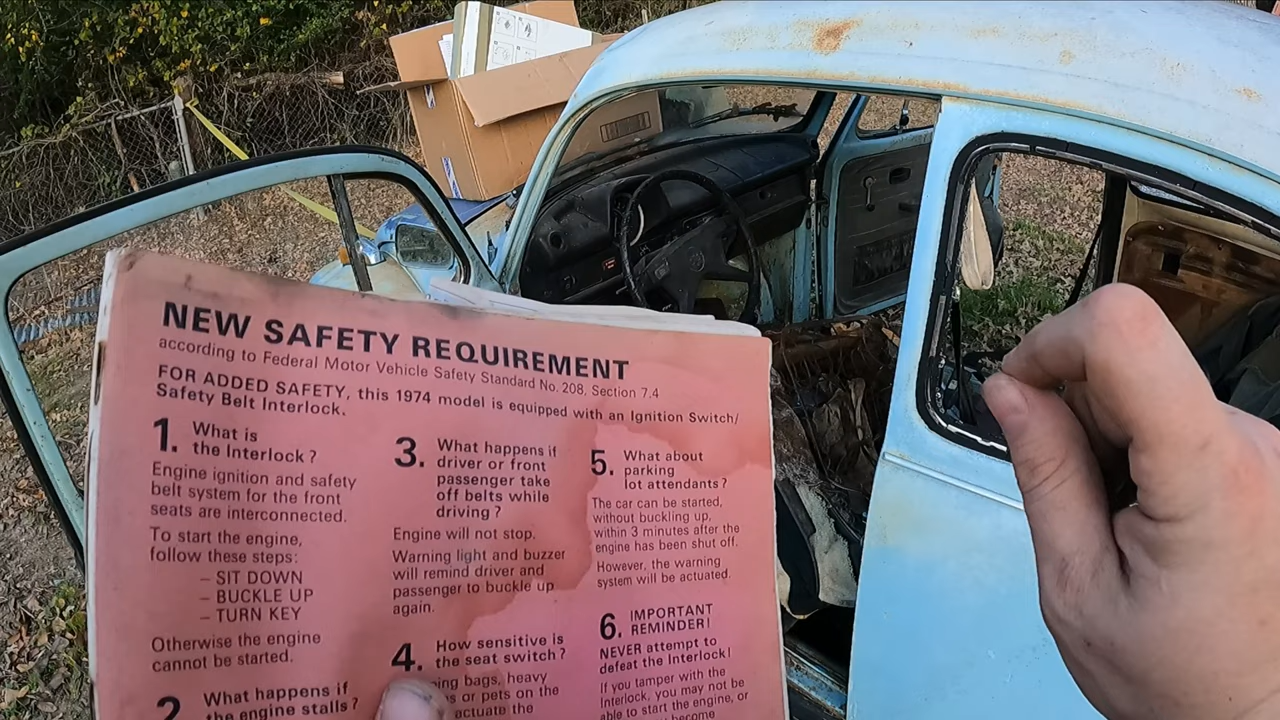 NEW SAFETY REQUIREMENT
according to Federal Motor Vehicle Safety Standard No. 208, Section 7.4
FOR ADDED SAFETY, this 1974 model is equipped with an Ignition Switch/
Safety Belt Interlock.
1. What is
the Interlock?
Engine ignition and safety
belt system for the front
seats are interconnected.
To start the engine,
follow these steps:
– SIT DOWN
– BUCKLE UP
– TURN KEY
Otherwise the engine
cannot be started.
2 What happens if
the engine stalls?
3. What happens if
driver or front
passenger take
off belts while
driving?
Engine will not stop.
Warning light and buzzer
will remind driver and
passenger to buckle up
again.
4. How sensitive is
the seat switch?
bags, heavy
or pets on the
actuate the
5. What about
parking
lot attendants?
The car can be started,
without buckling up,
within 3 minutes after the
engine has been shut off.
However, the warning
system will be actuated.
6. IMPORTANT
REMINDER!
NEVER attempt to
defeat the Interlock!
If you tamper with the
Interlock, you may not be
able to start the engine, or
become